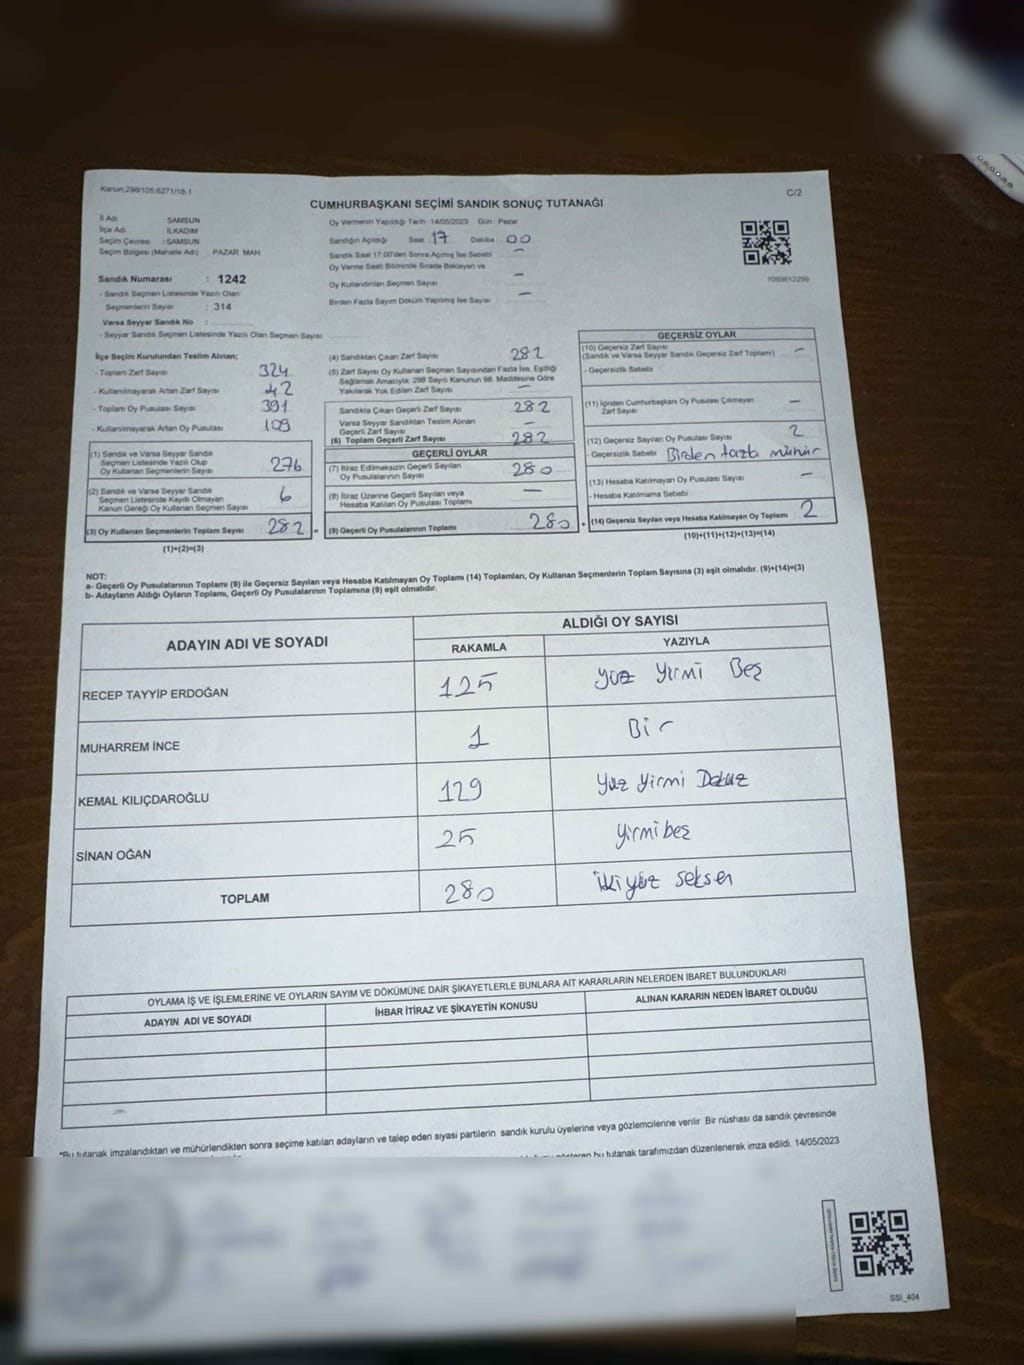 Kanun:298/105;6271/18-1
C/2
CUMHURBAŞKANI SEÇİMİ SANDIK SONUÇ TUTANAĞI
İl Adı : SAMSUN
İlçe Adı : İLKADIM
Seçim Çevresi : SAMSUN
Seçim Bölgesi (Mahalle Adı) : PAZAR MAH
Sandık Numarası : 1242
- Sandık Seçmen Listesinde Yazılı Olan
Seçmenlerin Sayısı : 314
Varsa Seyyar Sandık No :
- Seyyar Sandık Seçmen Listesinde Yazılı Olan Seçmen Sayısı:
Oy Vermenin Yapıldığı Tarih 14/05/2023 Gün : Pazar
Sandığın Açıldığı Saat : 17 Dakika : 00
Sandık Saat 17:00'den Sonra Açılmış İse Sebebi : —
Oy Verme Saati Bitiminde Sırada Bekleyen ve
Oy Kullandırılan Seçmen Sayısı —
Birden Fazla Sayım Döküm Yapılmış İse Sayısı —
1093612299
İlçe Seçim Kurulundan Teslim Alınan;
- Toplam Zarf Sayısı 324
- Kullanılmayarak Artan Zarf Sayısı 42
- Toplam Oy Pusulası Sayısı 391
- Kullanılmayarak Artan Oy Pusulası 109
(1) Sandık ve Varsa Seyyar Sandık
Seçmen Listesinde Yazılı Olup
Oy Kullanan Seçmenlerin Sayısı 276
(2) Sandık ve Varsa Seyyar Sandık
Seçmen Listesinde Kayıtlı Olmayan
Kanun Gereği Oy Kullanan Seçmen Sayısı 6
(3) Oy Kullanan Seçmenlerin Toplam Sayısı 282 =
(1)+(2)=(3)
(4) Sandıktan Çıkan Zarf Sayısı 282
(5) Zarf Sayısı Oy Kullanan Seçmen Sayısından Fazla İse, Eşitliği
Sağlamak Amacıyla, 298 Sayılı Kanunun 98. Maddesine Göre
Yakılarak Yok Edilen Zarf Sayısı —
Sandıkta Çıkan Geçerli Zarf Sayısı 282
Varsa Seyyar Sandıktan Teslim Alınan
Geçerli Zarf Sayısı —
(6) Toplam Geçerli Zarf Sayısı 282
GEÇERLİ OYLAR
(7) İtiraz Edilmeksizin Geçerli Sayılan
Oy Pusulalarının Sayısı 280
(8) İtiraz Üzerine Geçerli Sayılan veya
Hesaba Katılan Oy Pusulası Toplamı —
(9) Geçerli Oy Pusulalarının Toplamı 280 +
GEÇERSİZ OYLAR
(10) Geçersiz Zarf Sayısı
(Sandık ve Varsa Seyyar Sandık Geçersiz Zarf Toplamı) —
- Geçersizlik Sebebi :
(11) İçinden Cumhurbaşkanı Oy Pusulası Çıkmayan
Zarf Sayısı —
(12) Geçersiz Sayılan Oy Pusulası Sayısı 2
- Geçersizlik Sebebi : Birden fazla mühür
(13) Hesaba Katılmayan Oy Pusulası Sayısı —
- Hesaba Katılmama Sebebi :
(14) Geçersiz Sayılan veya Hesaba Katılmayan Oy Toplamı 2
(10)+(11)+(12)+(13)=(14)
NOT:
a- Geçerli Oy Pusulalarının Toplamı (9) ile Geçersiz Sayılan veya Hesaba Katılmayan Oy Toplamı (14) Toplamları, Oy Kullanan Seçmenlerin Toplam Sayısına (3) eşit olmalıdır. (9)+(14)=(3)
b- Adayların Aldığı Oyların Toplamı, Geçerli Oy Pusulalarının Toplamına (9) eşit olmalıdır.
ADAYIN ADI VE SOYADI
ALDIĞI OY SAYISI
RAKAMLA YAZIYLA
RECEP TAYYİP ERDOĞAN 125 Yüz Yirmi Beş
MUHARREM İNCE 1 Bir
KEMAL KILIÇDAROĞLU 129 Yüz Yirmi Dokuz
SİNAN OĞAN 25 Yirmibeş
TOPLAM 280 İkiyüz seksen
OYLAMA İŞ VE İŞLEMLERİNE VE OYLARIN SAYIM VE DÖKÜMÜNE DAİR ŞİKAYETLERLE BUNLARA AİT KARARLARIN NELERDEN İBARET BULUNDUKLARI
ADAYIN ADI VE SOYADI İHBAR İTİRAZ VE ŞİKAYETİN KONUSU ALINAN KARARIN NEDEN İBARET OLDUĞU
*Bu tutanak imzalandıktan ve mühürlendikten sonra seçime katılan adayların ve talep eden siyasi partilerin sandık kurulu üyelerine veya gözlemcilerine verilir. Bir nüshası da sandık çevresinde
bu tutanak tarafımızdan düzenlenerek imza edildi. 14/05/2023
SSI_404